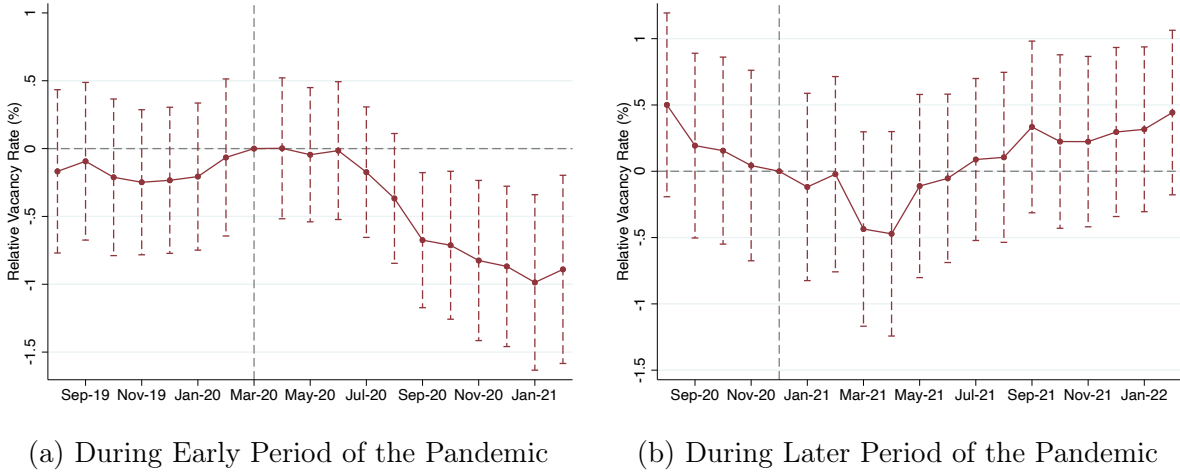 1
.5
0
-.5
-1
-1.5
Relative Vacancy Rate (%)
Sep-19 Nov-19 Jan-20 Mar-20 May-20 Jul-20 Sep-20 Nov-20 Jan-21
(a) During Early Period of the Pandemic
1
.5
0
-.5
-1
-1.5
Relative Vacancy Rate (%)
Sep-20 Nov-20 Jan-21 Mar-21 May-21 Jul-21 Sep-21 Nov-21 Jan-22
(b) During Later Period of the Pandemic